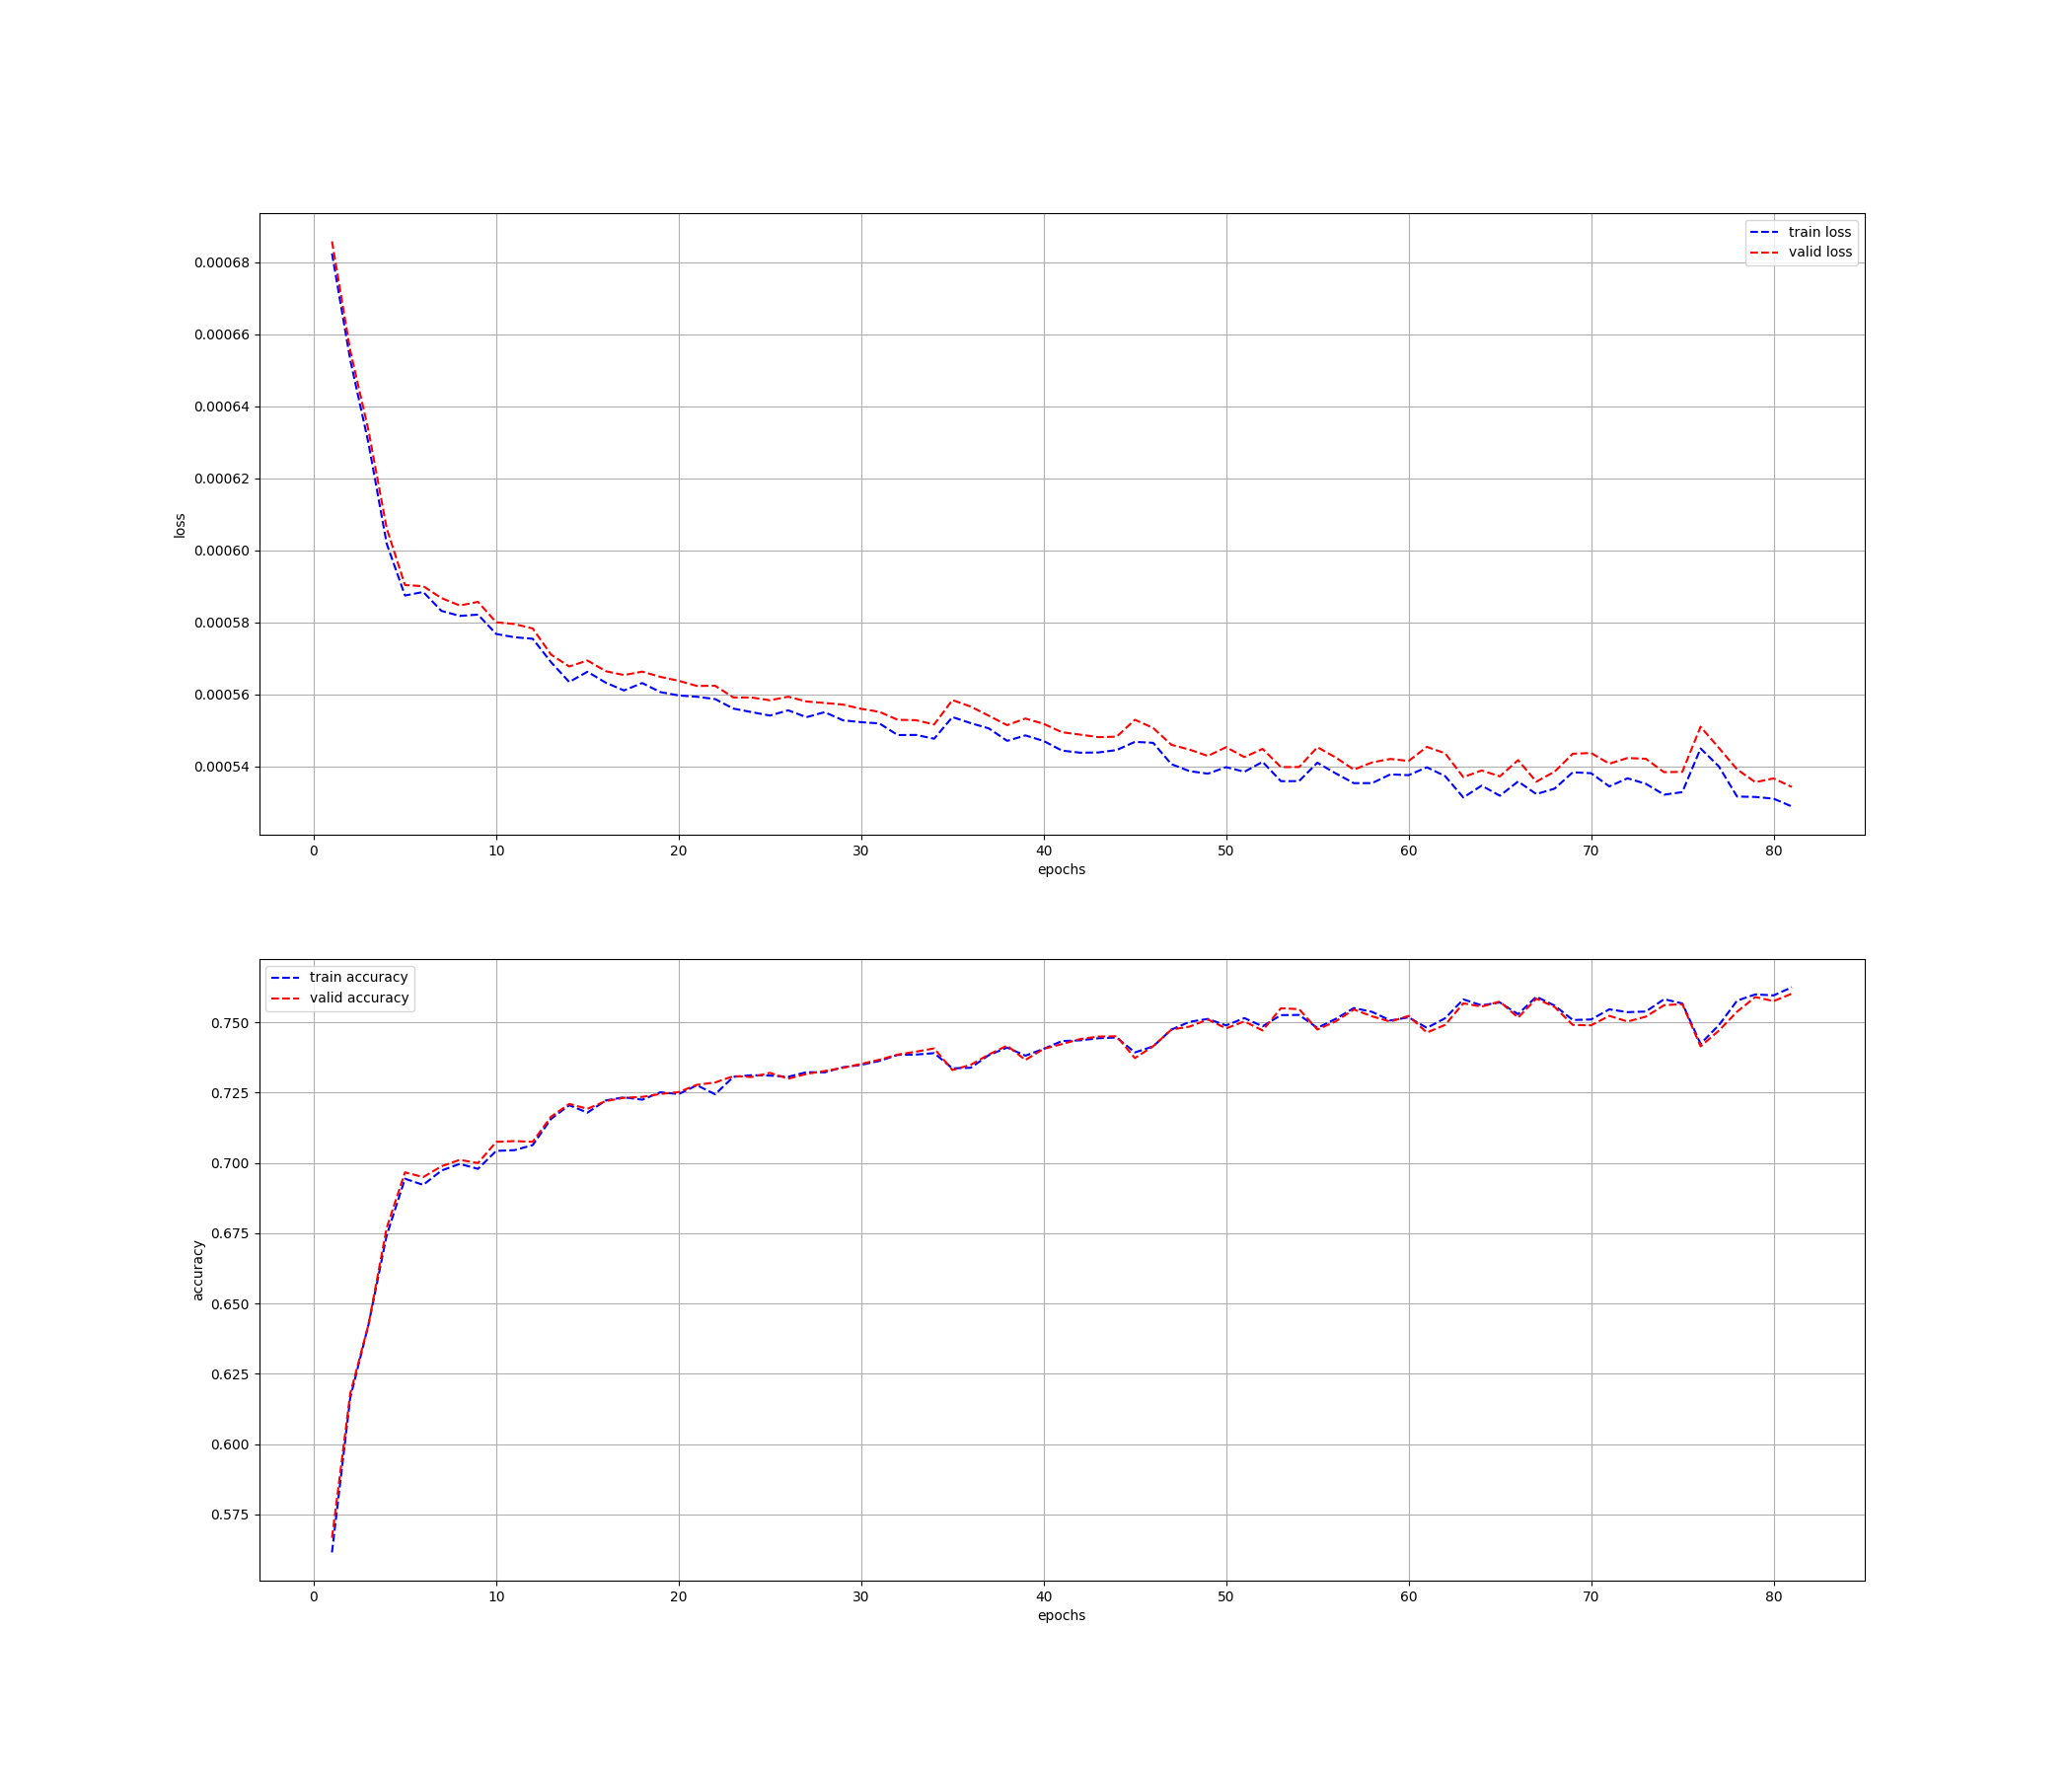 train loss
valid loss
0.00068
0.00066
0.00064
0.00062
0.00060
0.00058
0.00056
0.00054
loss
0 10 20 30 40 50 60 70 80
epochs
train accuracy
valid accuracy
0.750
0.725
0.700
0.675
0.650
0.625
0.600
0.575
accuracy
0 10 20 30 40 50 60 70 80
epochs